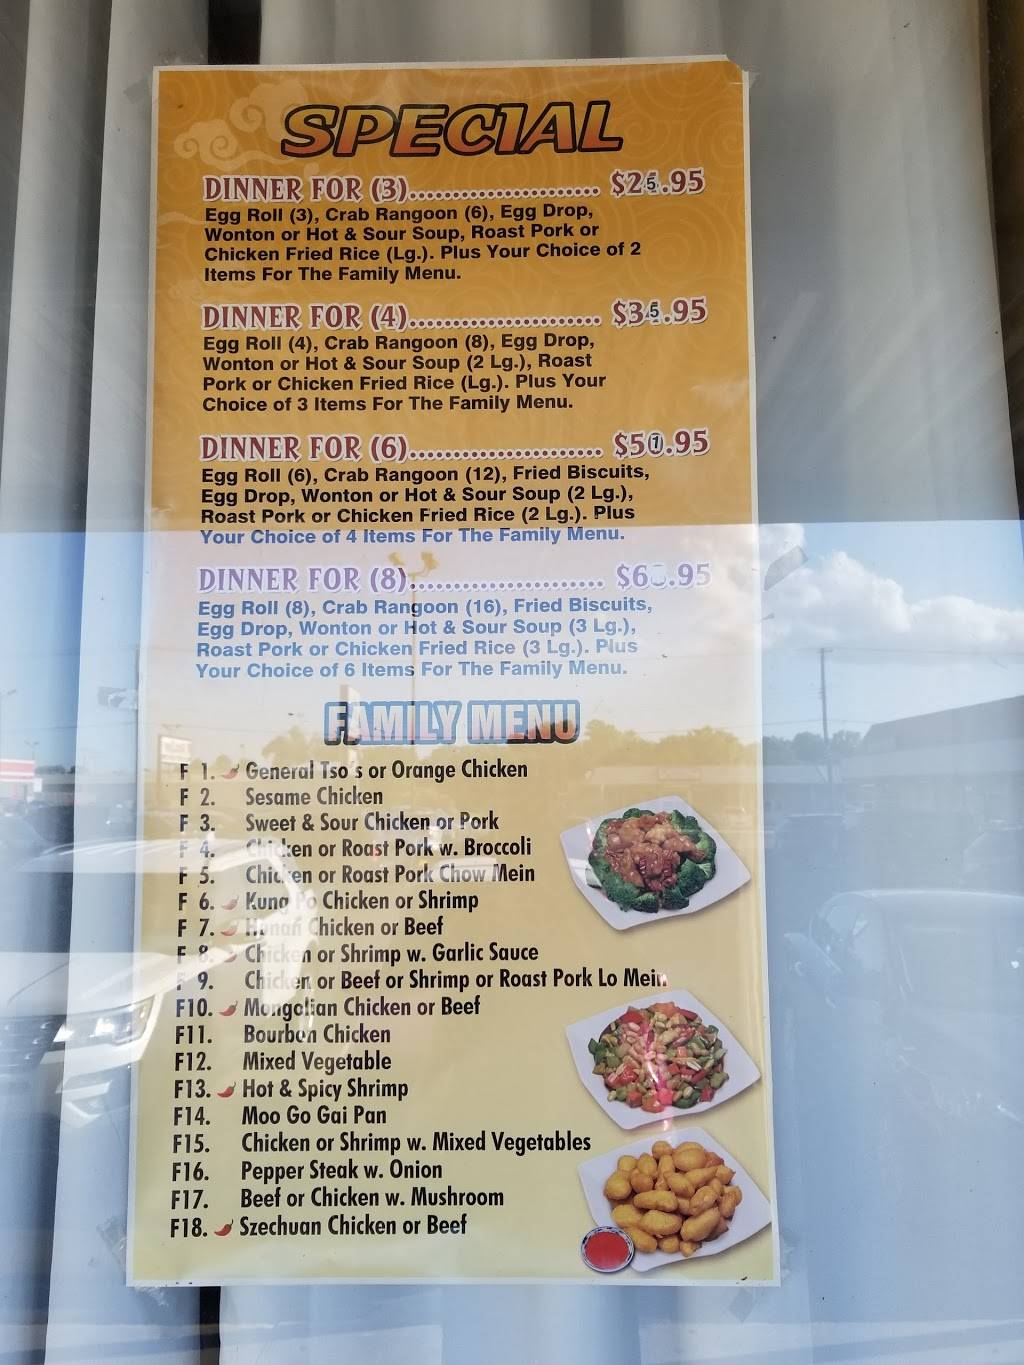 SPECIAL
DINNER FOR (3)....................... $25.95
Egg Roll (3), Crab Rangoon (6), Egg Drop,
Wonton or Hot & Sour Soup, Roast Pork or
Chicken Fried Rice (Lg.). Plus Your Choice of 2
Items For The Family Menu.
DINNER FOR (4)....................... $35.95
Egg Roll (4), Crab Rangoon (8), Egg Drop,
Wonton or Hot & Sour Soup (2 Lg.), Roast
Pork or Chicken Fried Rice (Lg.). Plus Your
Choice of 3 Items For The Family Menu.
DINNER FOR (6)....................... $51.95
Egg Roll (6), Crab Rangoon (12), Fried Biscuits,
Egg Drop, Wonton or Hot & Sour Soup (2 Lg.),
Roast Pork or Chicken Fried Rice (2 Lg.). Plus
Your Choice of 4 Items For The Family Menu.
DINNER FOR (8).......................
Egg Roll (8), Crab Rangoon (16), Fried Biscuits,
Egg Drop, Wonton or Hot & Sour Soup (3 Lg.),
Roast Pork or Chicken Fried Rice (3 Lg.). Plus
Your Choice of 6 Items For The Family Menu.
FAMILY MENU
F 1. General Tso's or Orange Chicken
F 2. Sesame Chicken
F 3. Sweet & Sour Chicken or Pork
F 4. Chicken or Roast Pork w. Broccoli
F 5. Chicken or Roast Pork Chow Mein
F 6. Kung Po Chicken or Shrimp
F 7. Hunan Chicken or Beef
F 8. Chicken or Shrimp w. Garlic Sauce
F 9. Chicken or Beef or Shrimp or Roast Pork Lo Mein
F10. Mongolian Chicken or Beef
F11. Bourbon Chicken
F12. Mixed Vegetable
F13. Hot & Spicy Shrimp
F14. Moo Go Gai Pan
F15. Chicken or Shrimp w. Mixed Vegetables
F16. Pepper Steak w. Onion
F17. Beef or Chicken w. Mushroom
F18. Szechuan Chicken or Beef